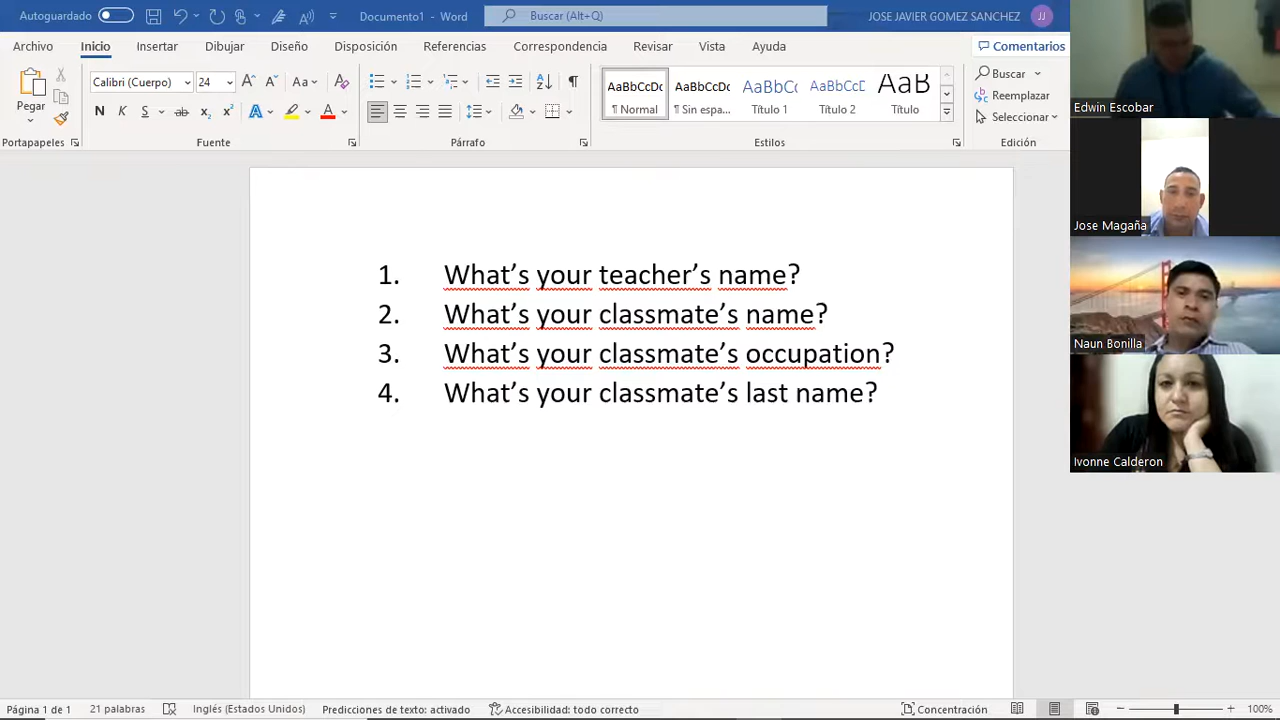 Autoguardado
Documento1 - Word
Buscar (Alt+Q)
JOSE JAVIER GOMEZ SANCHEZ
JJ
Archivo Inicio Insertar Dibujar Diseño Disposición Referencias Correspondencia Revisar Vista Ayuda
Comentarios
Pegar
Portapapeles
Calibri (Cuerpo) 24
Fuente
Párrafo
AaBbCcDc AaBbCcDc AaBbCc AaBbCcD AaB
¶ Normal ¶ Sin espa... Título 1 Título 2 Título
Estilos
Buscar
Reemplazar
Seleccionar
Edición
1. What’s your teacher’s name?
2. What’s your classmate’s name?
3. What’s your classmate’s occupation?
4. What’s your classmate’s last name?
Edwin Escobar
Jose Magaña
Naun Bonilla
Ivonne Calderon
Página 1 de 1 21 palabras Inglés (Estados Unidos) Predicciones de texto: activado Accesibilidad: todo correcto Concentración 100%